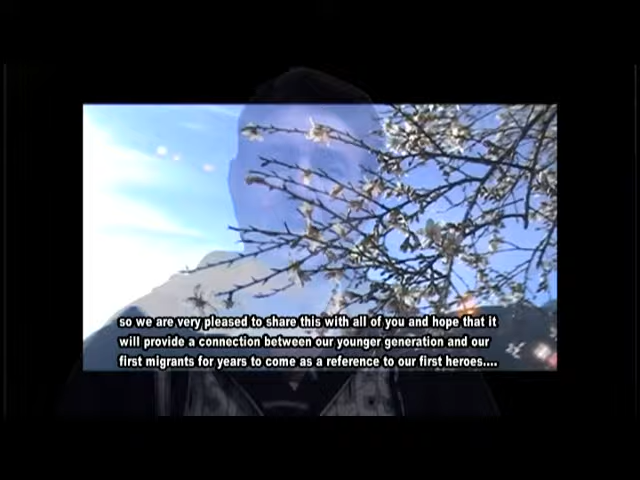 so we are very pleased to share this with all of you and hope that it
will provide a connection between our younger generation and our
first migrants for years to come as a reference to our first heroes....